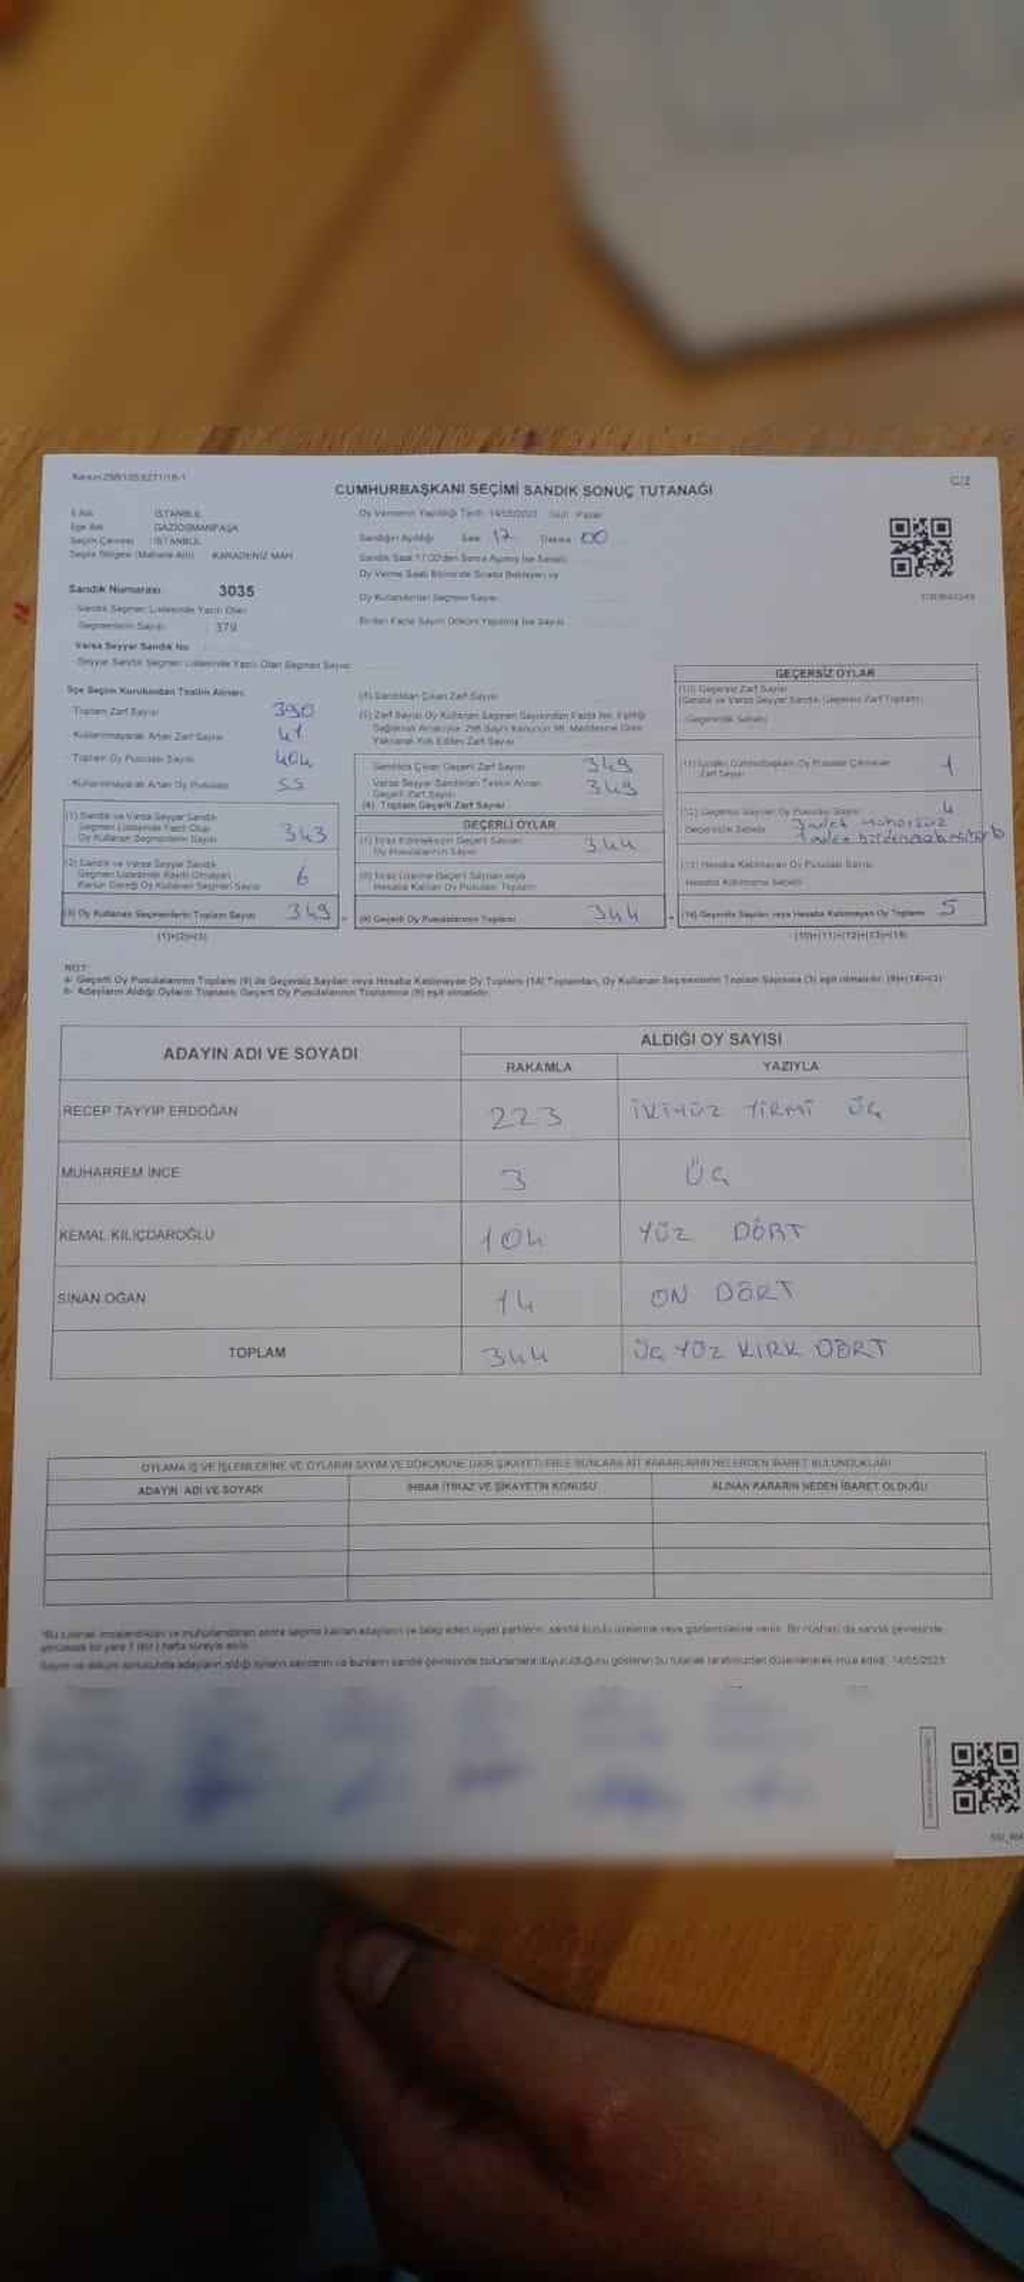 C/2
CUMHURBAŞKANI SEÇİMİ SANDIK SONUÇ TUTANAĞI
İli Adı İSTANBUL
İlçe Adı GAZİOSMANPAŞA
Seçim Çevresi İSTANBUL
Seçim Bölgesi (Mahalle Adı) KARADENİZ MAH
Sandık Numarası 3035
Sandık Seçmen Listesinde Yazılı Olan
Seçmenlerin Sayısı 379
Varsa Seyyar Sandık No
Seyyar Sandık Seçmen Listesinde Yazılı Olan Seçmen Sayısı
Oy Vermenin Yapıldığı Tarih 14/05/2023 Gün Pazar
Sandığın Açıldığı Saat 17 Dakika 00
Sandık Saat 17:00'den Sonra Açılmış İse Sebebi
Oy Verme Saati Bitiminde Sırada Bekleyen ve
Oy Kullandırılan Seçmen Sayısı
Birden Fazla Sayım Döküm Yapılmış İse Sayısı
İlçe Seçim Kurulundan Teslim Alınan
Toplam Zarf Sayısı 390
Kullanılmayarak Artan Zarf Sayısı 41
Toplam Oy Pusulası Sayısı 404
Kullanılmayarak Artan Oy Pusulası 55
(1) Sandık ve Varsa Seyyar Sandık
Seçmen Listesinde Yazılı Olup
Oy Kullanan Seçmenlerin Sayısı 343
(2) Sandık ve Varsa Seyyar Sandık
Seçmen Listesinde Kayıtlı Olmayan
Kanun Gereği Oy Kullanan Seçmen Sayısı 6
(3) Oy Kullanan Seçmenlerin Toplam Sayısı 349
(1)+(2)=(3)
(4) Sandıktan Çıkan Zarf Sayısı
(5) Zarf Sayısı Oy Kullanan Seçmen Sayısından Fazla İse, Eşitliği
Sağlamak Amacıyla 298 Sayılı Kanunun 98. Maddesine Göre
Yakılarak Yok Edilen Zarf Sayısı
Sandıkta Çıkan Geçerli Zarf Sayısı 349
Varsa Seyyar Sandıktan Teslim Alınan
Geçerli Zarf Sayısı 349
(6) Toplam Geçerli Zarf Sayısı
GEÇERLİ OYLAR
(7) İtiraz Edilmeksizin Geçerli Sayılan
Oy Pusulalarının Sayısı 344
(8) İtiraz Üzerine Geçerli Sayılan veya
Hesaba Katılan Oy Pusulası Toplamı
(9) Geçerli Oy Pusulalarının Toplamı 344
GEÇERSİZ OYLAR
(10) Geçersiz Zarf Sayısı
(Sandık ve Varsa Seyyar Sandık Geçersiz Zarf Toplamı)
Geçersizlik Sebebi
(11) İçinden Cumhurbaşkanı Oy Pusulası Çıkmayan
Zarf Sayısı 1
(12) Geçersiz Sayılan Oy Pusulası Sayısı 4
Geçersizlik Sebebi
(13) Hesaba Katılmayan Oy Pusulası Sayısı
Hesaba Katılmama Sebebi
(14) Geçersiz Sayılan veya Hesaba Katılmayan Oy Toplamı 5
(10)+(11)+(12)+(13)=(14)
NOT:
a- Geçerli Oy Pusulalarının Toplamı (9) ile Geçersiz Sayılan veya Hesaba Katılmayan Oy Toplamı (14) Toplamları, Oy Kullanan Seçmenlerin Toplam Sayısına (3) eşit olmalıdır. (9)+(14)=(3)
b- Adayların Aldığı Oyların Toplamı, Geçerli Oy Pusulalarının Toplamına (9) eşit olmalıdır.
ADAYIN ADI VE SOYADI
ALDIĞI OY SAYISI
RAKAMLA YAZIYLA
RECEP TAYYİP ERDOĞAN 223 İKİYÜZ YİRMİ ÜÇ
MUHARREM İNCE 3 ÜÇ
KEMAL KILIÇDAROĞLU 104 YÜZ DÖRT
SİNAN OĞAN 14 ON DÖRT
TOPLAM 344 ÜÇ YÜZ KIRK DÖRT
OYLAMA İŞ VE İŞLEMLERİNE VE OYLARIN SAYIM VE DÖKÜMÜNE DAİR ŞİKAYETLERLE BUNLARA AİT KARARLARIN NELERDEN İBARET BULUNDUKLARI
ADAYIN ADI VE SOYADI
İHBAR İTİRAZ VE ŞİKAYETİN KONUSU
ALINAN KARARIN NEDEN İBARET OLDUĞU